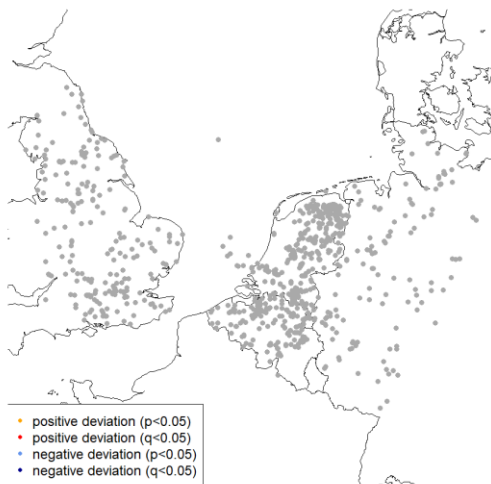 positive deviation (p<0.05)
positive deviation (q<0.05)
negative deviation (p<0.05)
negative deviation (q<0.05)